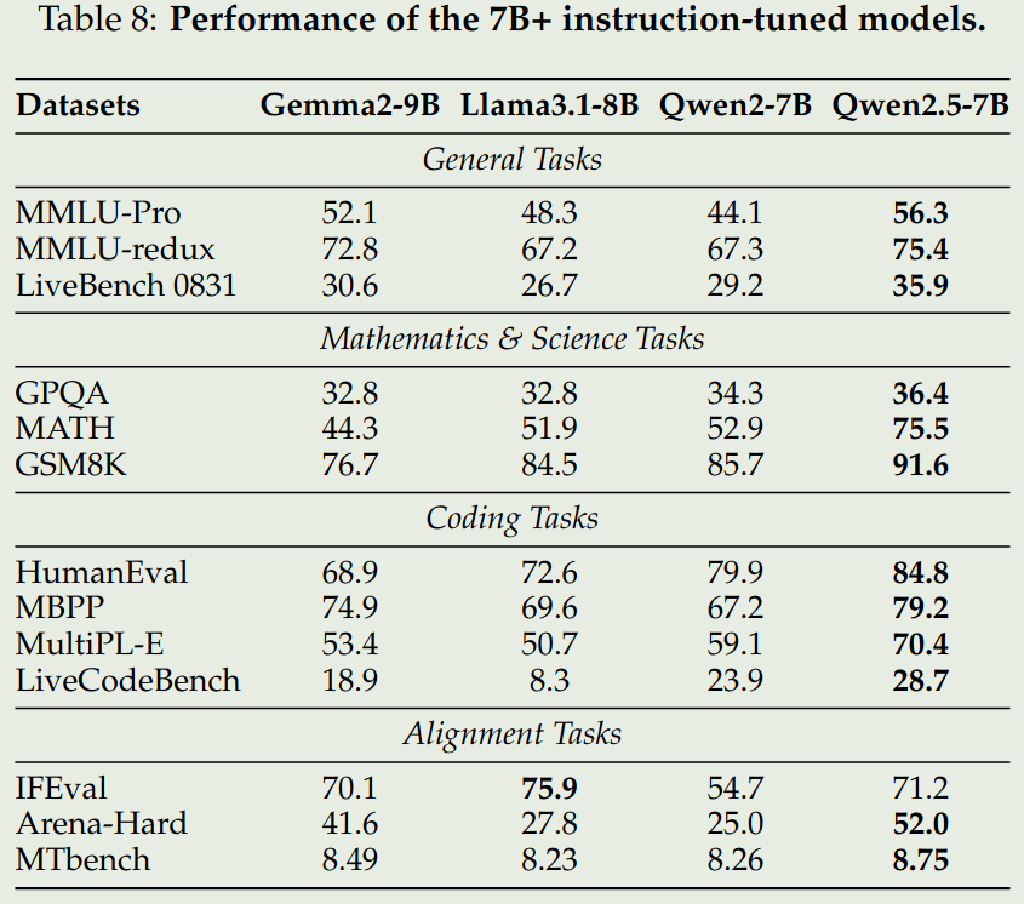 Table 8: Performance of the 7B+ instruction-tuned models.
Datasets Gemma2-9B Llama3.1-8B Qwen2-7B Qwen2.5-7B
General Tasks
MMLU-Pro 52.1 48.3 44.1 56.3
MMLU-redux 72.8 67.2 67.3 75.4
LiveBench 0831 30.6 26.7 29.2 35.9
Mathematics & Science Tasks
GPQA 32.8 32.8 34.3 36.4
MATH 44.3 51.9 52.9 75.5
GSM8K 76.7 84.5 85.7 91.6
Coding Tasks
HumanEval 68.9 72.6 79.9 84.8
MBPP 74.9 69.6 67.2 79.2
MultiPL-E 53.4 50.7 59.1 70.4
LiveCodeBench 18.9 8.3 23.9 28.7
Alignment Tasks
IFEval 70.1 75.9 54.7 71.2
Arena-Hard 41.6 27.8 25.0 52.0
MTbench 8.49 8.23 8.26 8.75